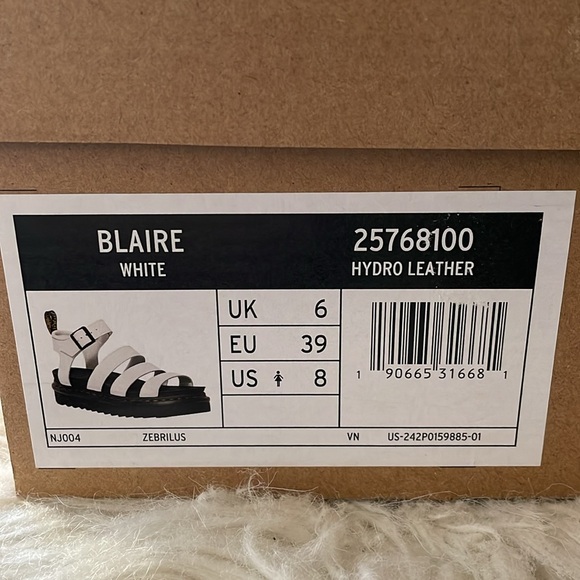 BLAIRE
WHITE
25768100
HYDRO LEATHER
UK 6
EU 39
US 8
1 90665 31668 1
NJ004 ZEBRILUS VN US-242P0159885-01